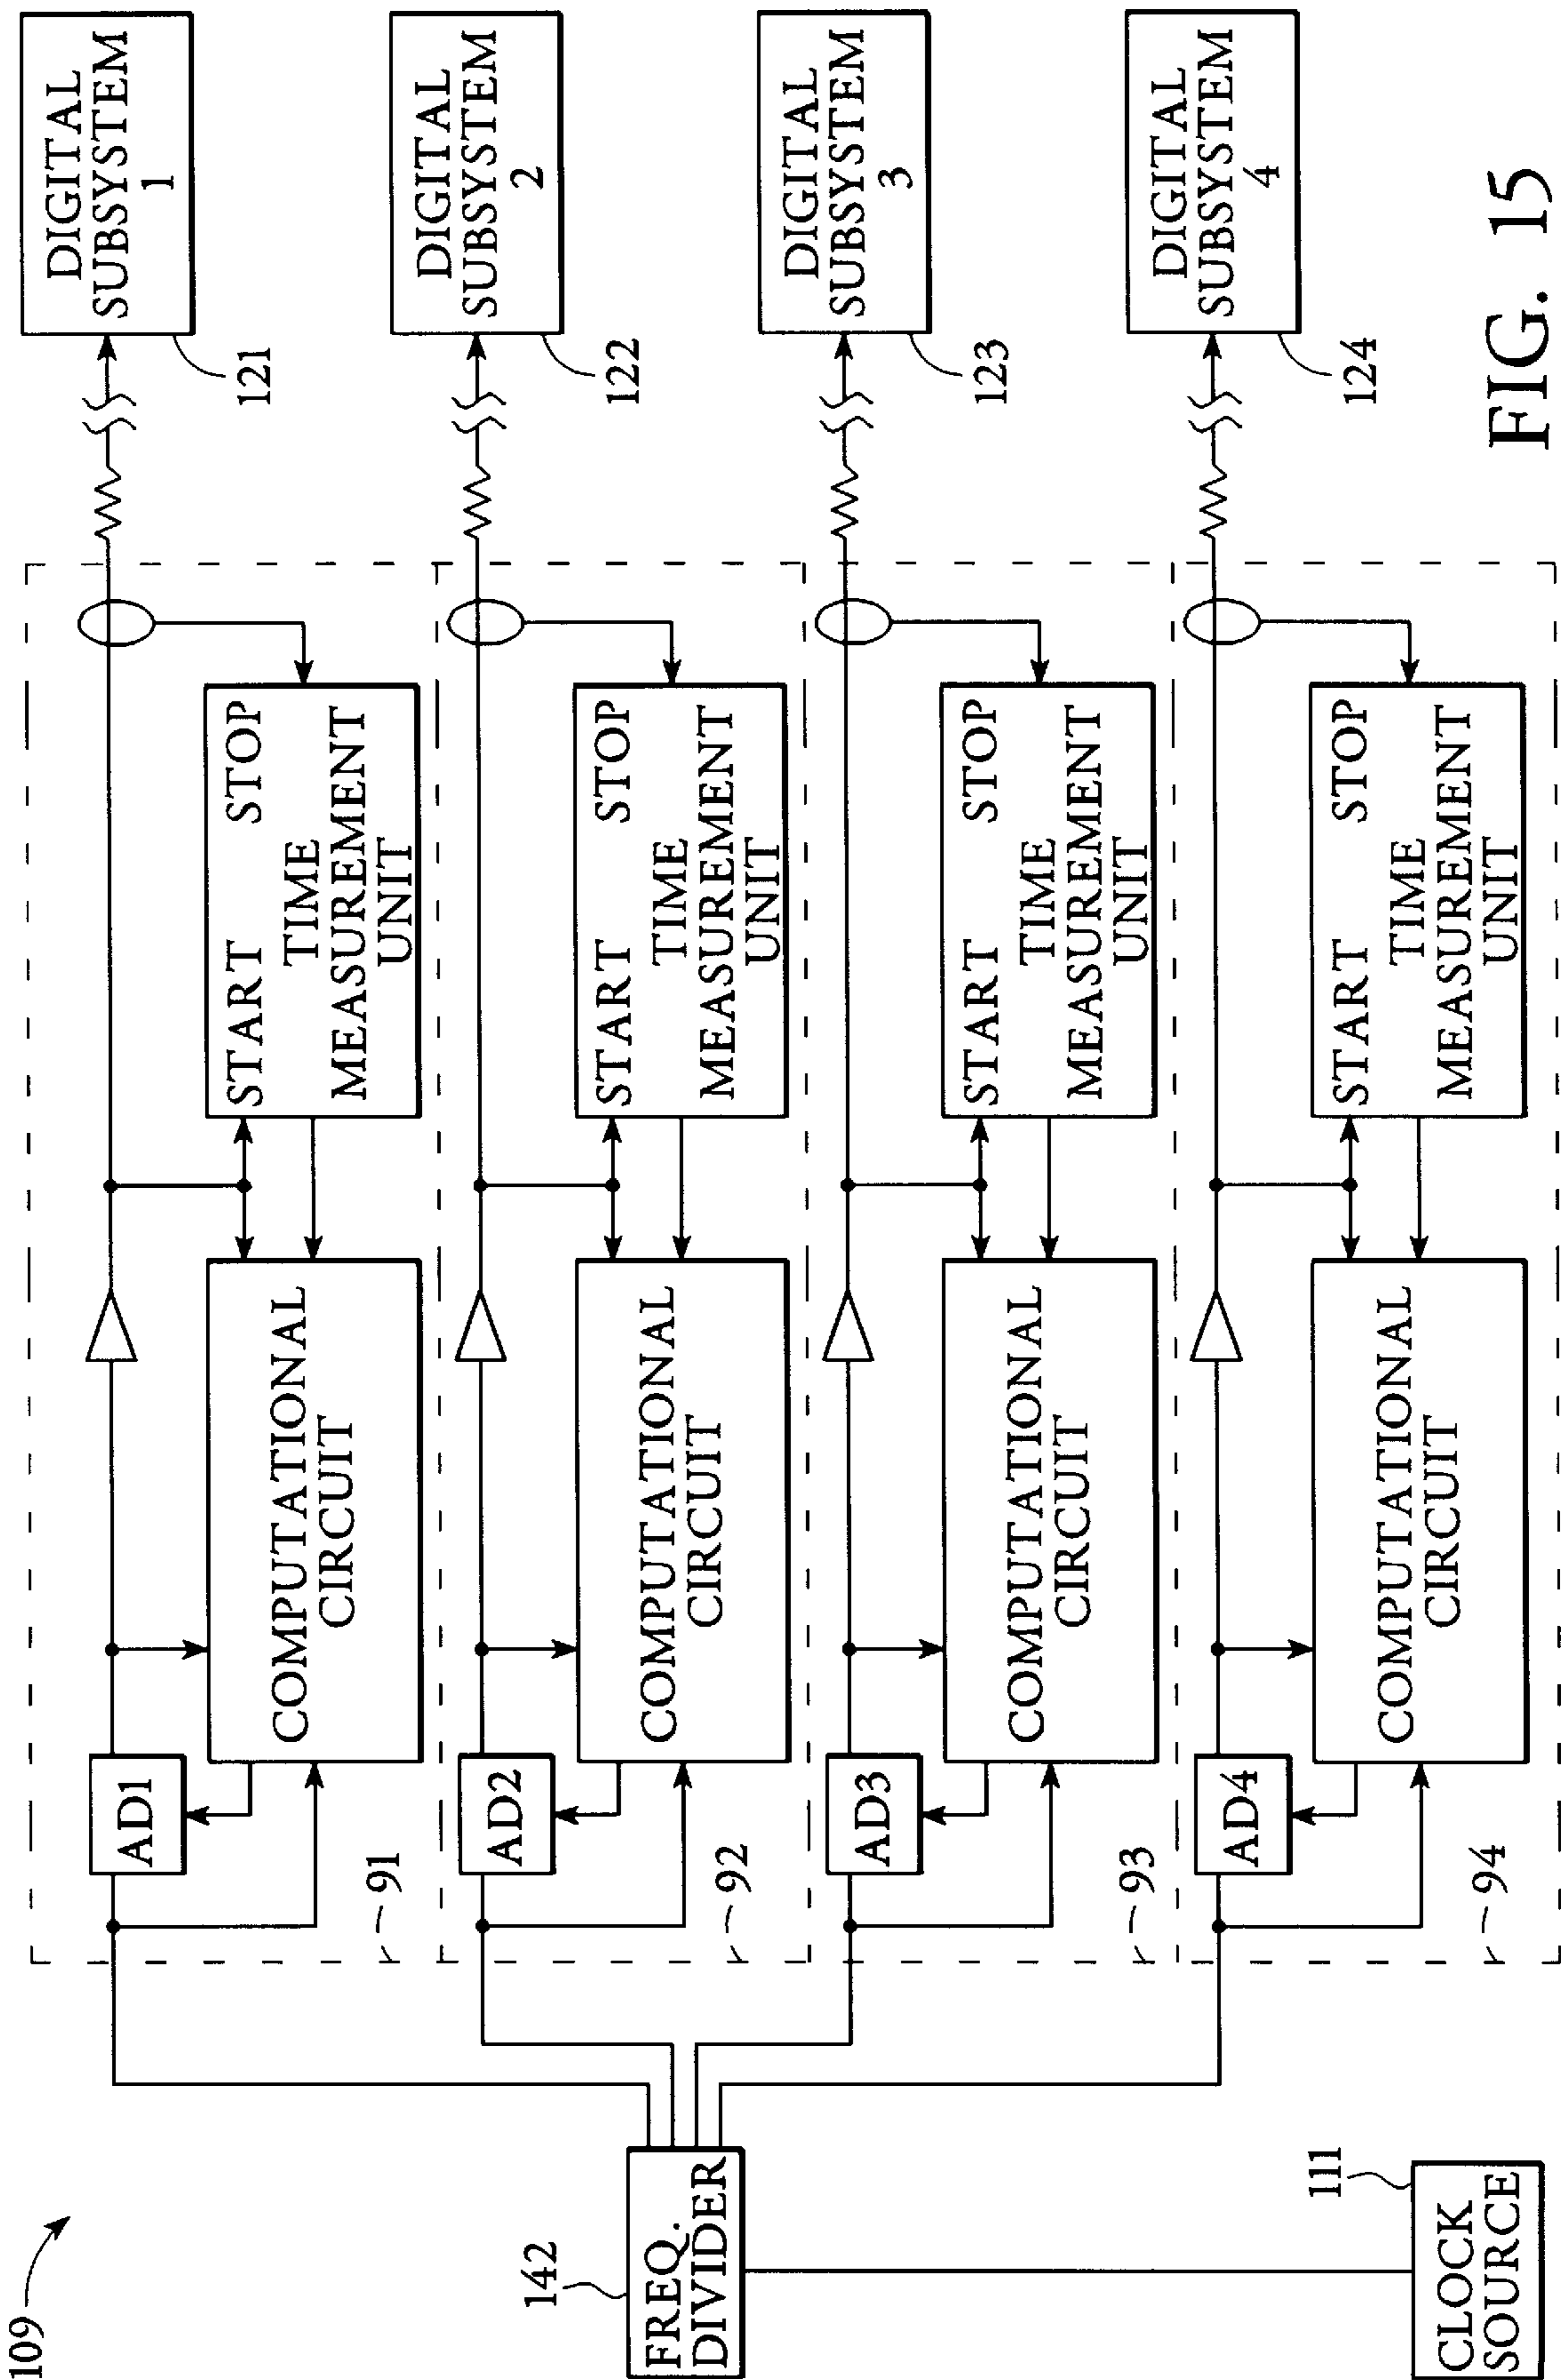 109
142
FREQ.
DIVIDER
111
CLOCK
SOURCE
AD1
COMPUTATIONAL
CIRCUIT
START STOP
TIME
MEASUREMENT
UNIT
91
DIGITAL
SUBSYSTEM
1
121
AD2
COMPUTATIONAL
CIRCUIT
START STOP
TIME
MEASUREMENT
UNIT
92
DIGITAL
SUBSYSTEM
2
122
AD3
COMPUTATIONAL
CIRCUIT
START STOP
TIME
MEASUREMENT
UNIT
93
DIGITAL
SUBSYSTEM
3
123
AD4
COMPUTATIONAL
CIRCUIT
START STOP
TIME
MEASUREMENT
UNIT
94
DIGITAL
SUBSYSTEM
4
124
FIG. 15